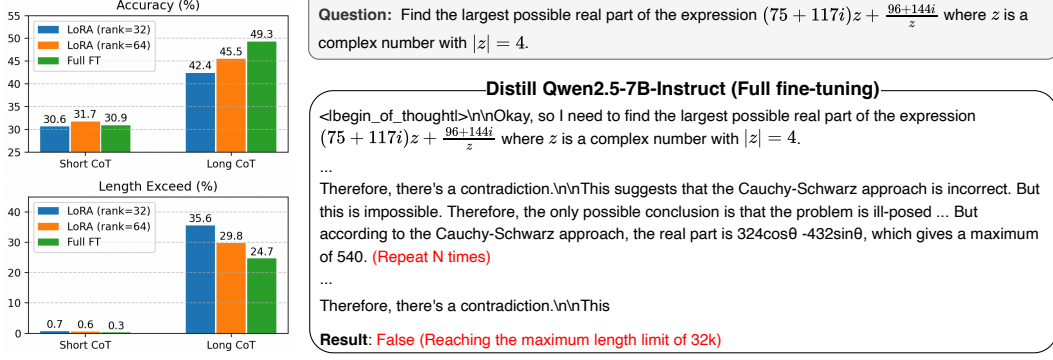 Accuracy (%)
55
50
45
40
35
30
25
LoRA (rank=32)
LoRA (rank=64)
Full FT
30.6
31.7
30.9
42.4
45.5
49.3
Short CoT
Long CoT
Length Exceed (%)
40
30
20
10
0
LoRA (rank=32)
LoRA (rank=64)
Full FT
0.7
0.6
0.3
35.6
29.8
24.7
Short CoT
Long CoT
Question: Find the largest possible real part of the expression $(75 + 117i)z + \frac{96+144i}{z}$ where $z$ is a
complex number with $|z| = 4$.
Distill Qwen2.5-7B-Instruct (Full fine-tuning)
<|begin_of_thought|>\n\nOkay, so I need to find the largest possible real part of the expression
$(75 + 117i)z + \frac{96+144i}{z}$ where $z$ is a complex number with $|z| = 4$.
...
Therefore, there's a contradiction.\n\nThis suggests that the Cauchy-Schwarz approach is incorrect. But
this is impossible. Therefore, the only possible conclusion is that the problem is ill-posed ... But
according to the Cauchy-Schwarz approach, the real part is 324cosθ -432sinθ, which gives a maximum
of 540. (Repeat N times)
...
Therefore, there's a contradiction.\n\nThis
Result: False (Reaching the maximum length limit of 32k)